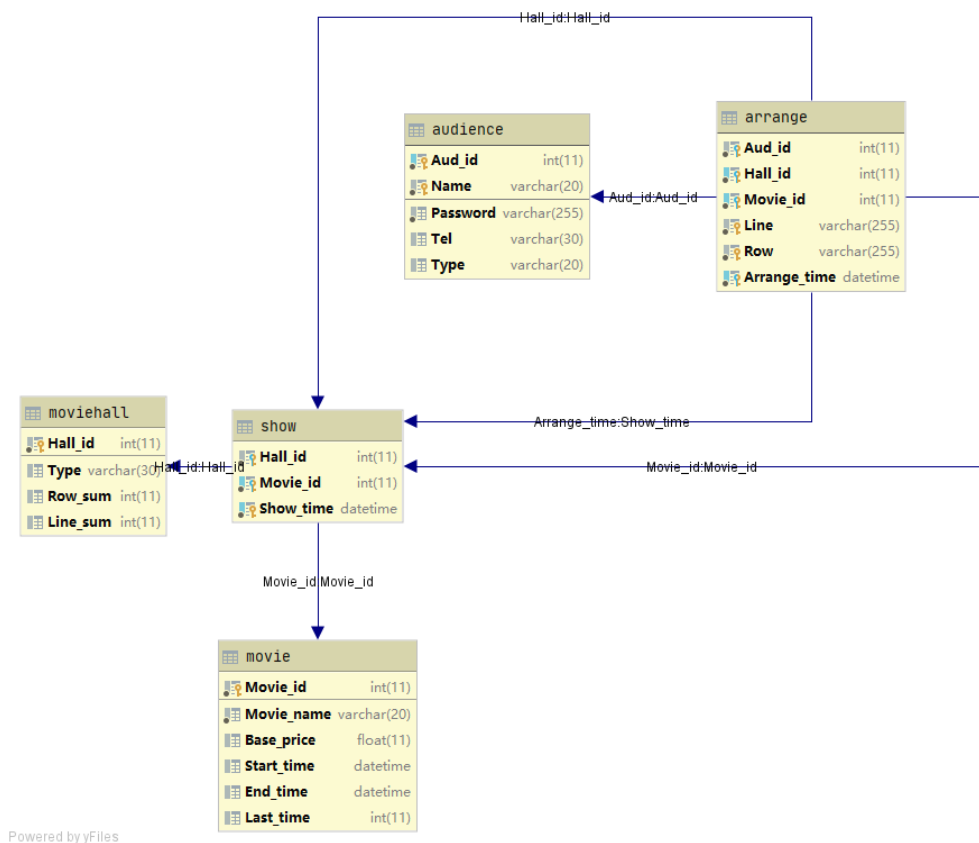 Hall_id:Hall_id
arrange
Aud_id int(11)
Hall_id int(11)
Movie_id int(11)
Line varchar(255)
Row varchar(255)
Arrange_time datetime
audience
Aud_id int(11)
Name varchar(20)
Password varchar(255)
Tel varchar(30)
Type varchar(20)
Aud_id:Aud_id
moviehall
Hall_id int(11)
Type varchar(30)
Row_sum int(11)
Line_sum int(11)
Hall_id:Hall_id
show
Hall_id int(11)
Movie_id int(11)
Show_time datetime
Arrange_time:Show_time
Movie_id:Movie_id
Movie_id:Movie_id
movie
Movie_id int(11)
Movie_name varchar(20)
Base_price float(11)
Start_time datetime
End_time datetime
Last_time int(11)
Powered by yFiles